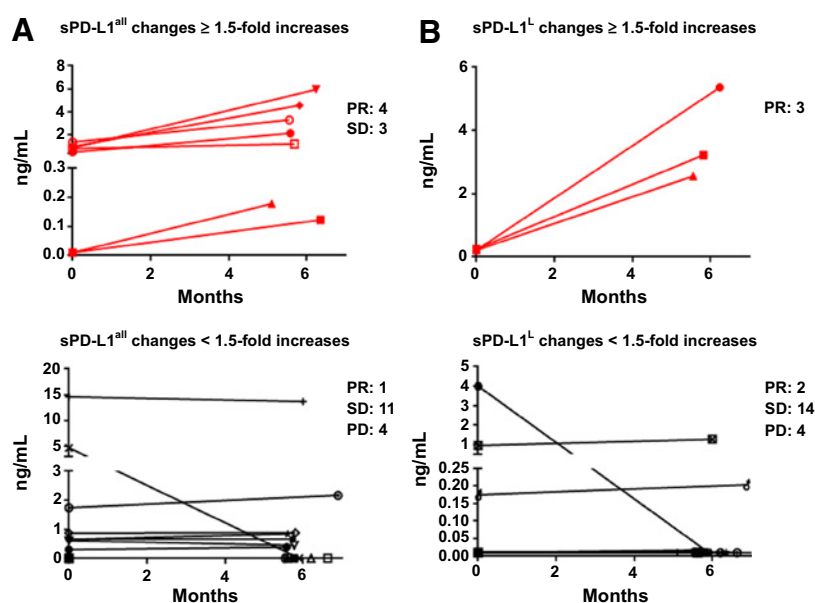 A
sPD-L1all changes ≥ 1.5-fold increases
8
6
4
2
0.3
0.2
0.1
0.0
ng/mL
0 2 4 6
Months
PR: 4
SD: 3
B
sPD-L1L changes ≥ 1.5-fold increases
6
4
2
0
ng/mL
0 2 4 6
Months
PR: 3
sPD-L1all changes < 1.5-fold increases
20
15
10
5
3
2
1
0
ng/mL
0 2 4 6
Months
PR: 1
SD: 11
PD: 4
sPD-L1L changes < 1.5-fold increases
5
4
3
2
1
0.25
0.20
0.15
0.10
0.05
0.00
ng/mL
0 2 4 6
Months
PR: 2
SD: 14
PD: 4